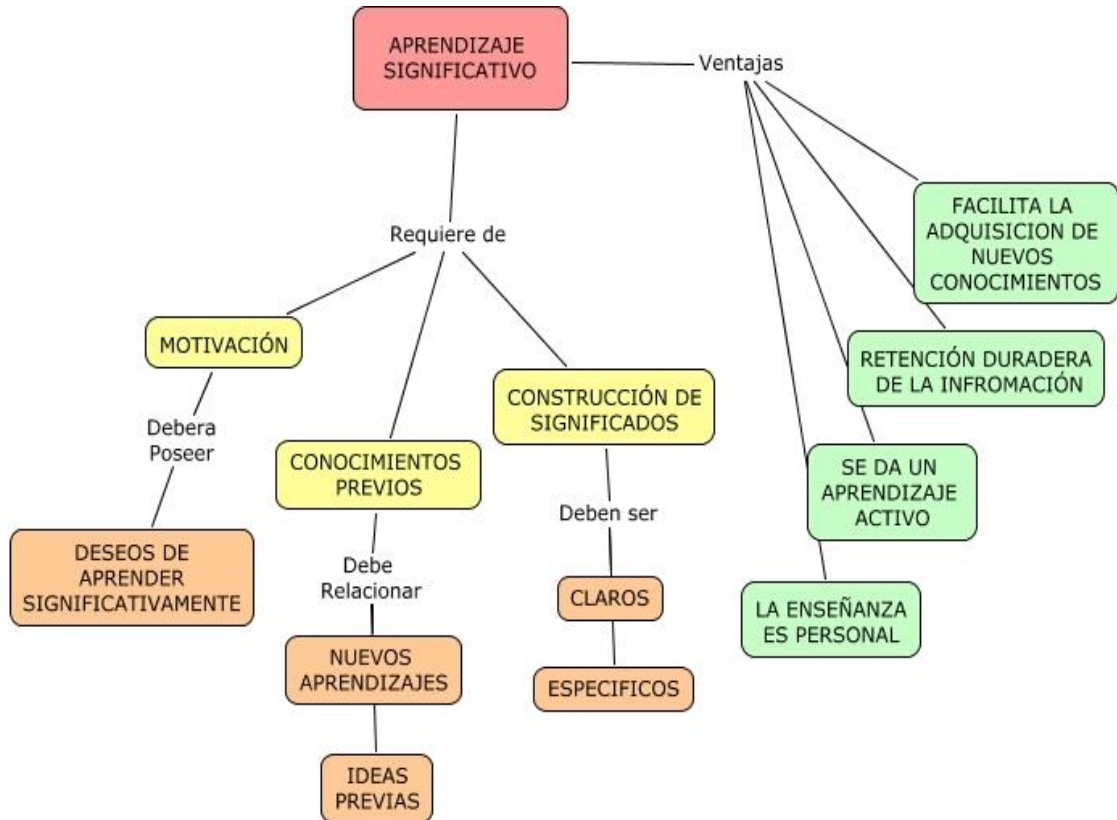 APRENDIZAJE
SIGNIFICATIVO
Ventajas
Requiere de
FACILITA LA
ADQUISICION DE
NUEVOS
CONOCIMIENTOS
RETENCIÓN DURADERA
DE LA INFROMACIÓN
SE DA UN
APRENDIZAJE
ACTIVO
LA ENSEÑANZA
ES PERSONAL
MOTIVACIÓN
Debera
Poseer
DESEOS DE
APRENDER
SIGNIFICATIVAMENTE
CONOCIMIENTOS
PREVIOS
Debe
Relacionar
NUEVOS
APRENDIZAJES
IDEAS
PREVIAS
CONSTRUCCIÓN DE
SIGNIFICADOS
Deben ser
CLAROS
ESPECIFICOS